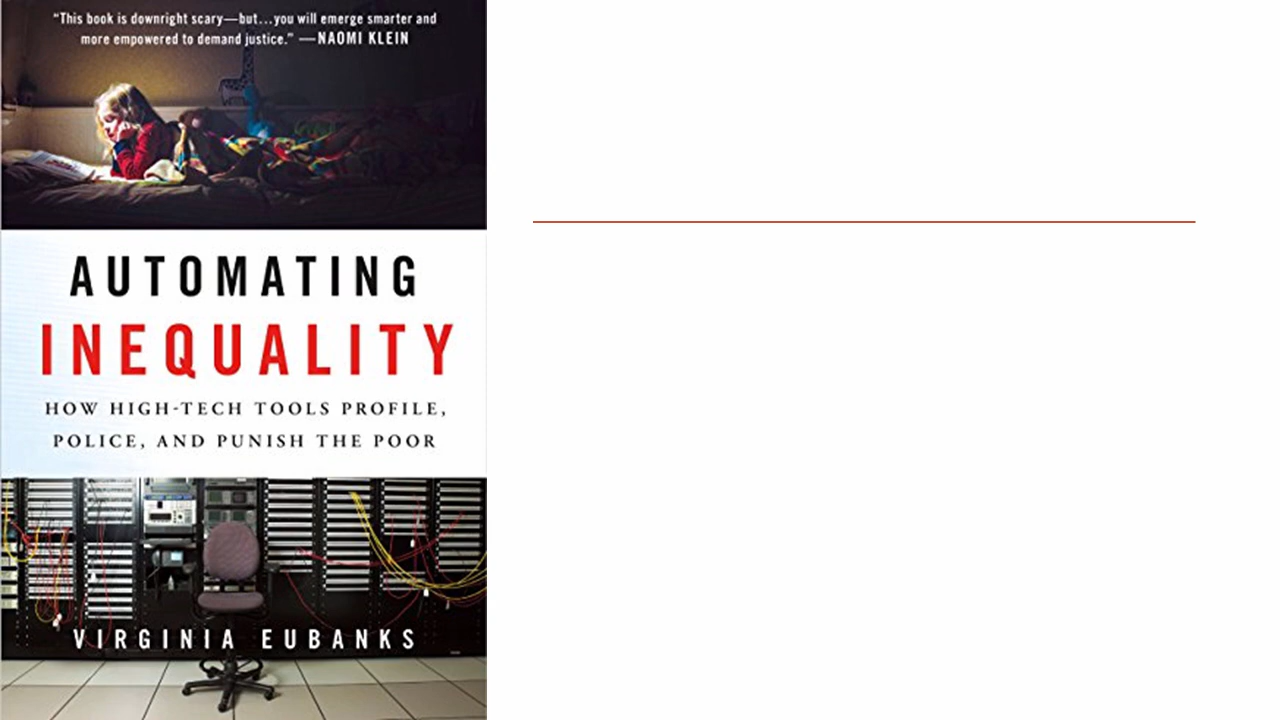 “This book is downright scary—but...you will emerge smarter and
more empowered to demand justice.” —NAOMI KLEIN
AUTOMATING
INEQUALITY
HOW HIGH-TECH TOOLS PROFILE,
POLICE, AND PUNISH THE POOR
VIRGINIA EUBANKS